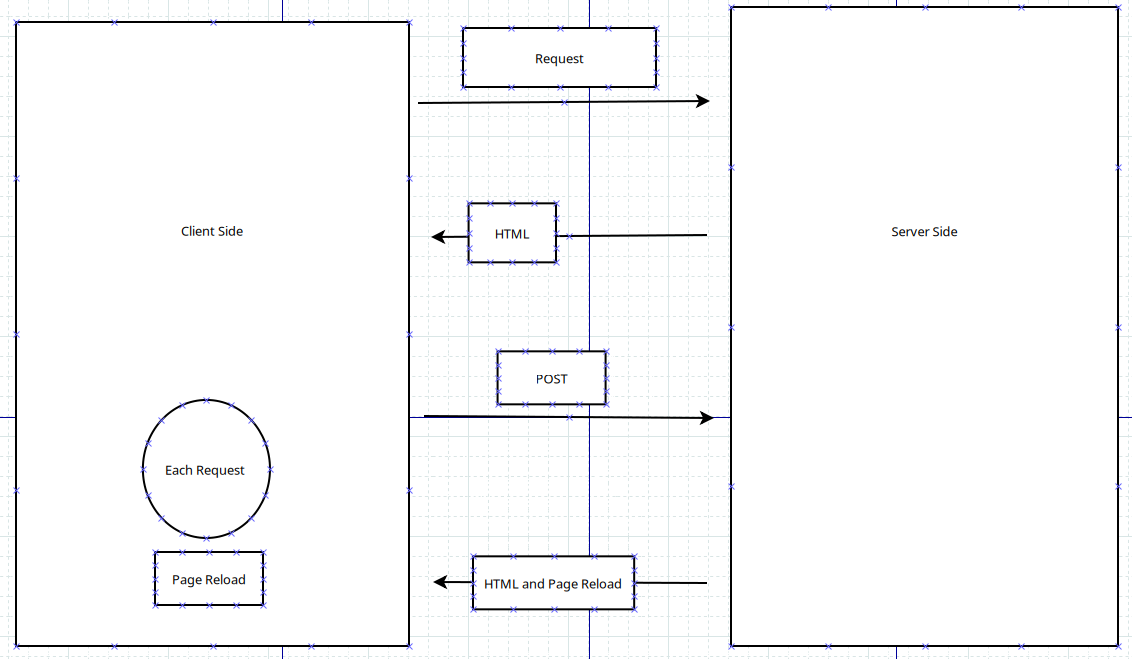 Request
Client Side
HTML
Server Side
POST
Each Request
Page Reload
HTML and Page Reload